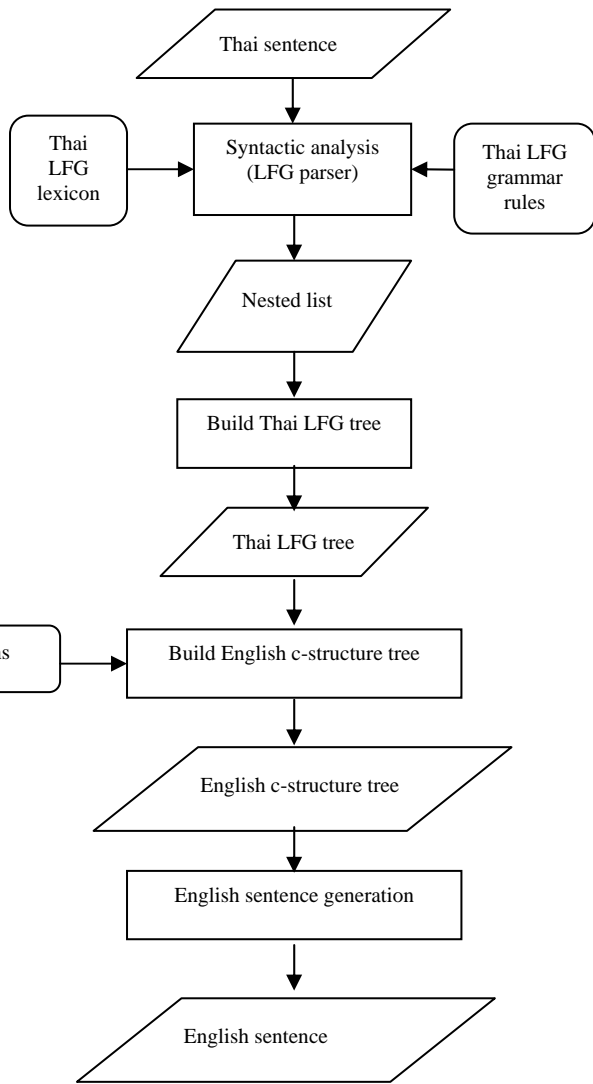 Thai sentence
Thai
LFG
lexicon
Syntactic analysis
(LFG parser)
Thai LFG
grammar
rules
Nested list
Build Thai LFG tree
Thai LFG tree
Build English c-structure tree
English c-structure tree
English sentence generation
English sentence